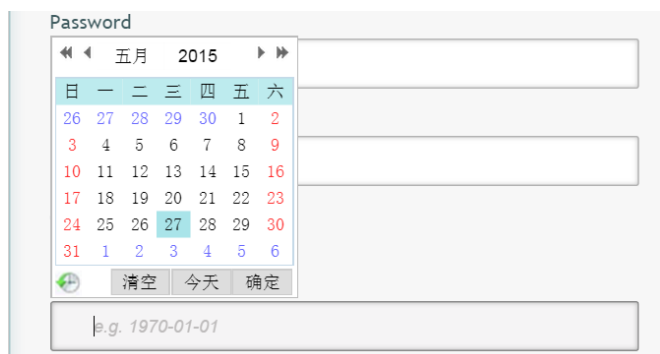 Password
五月 2015
日 一 二 三 四 五 六
26 27 28 29 30 1 2
3 4 5 6 7 8 9
10 11 12 13 14 15 16
17 18 19 20 21 22 23
24 25 26 27 28 29 30
31 1 2 3 4 5 6
清空 今天 确定
e.g. 1970-01-01